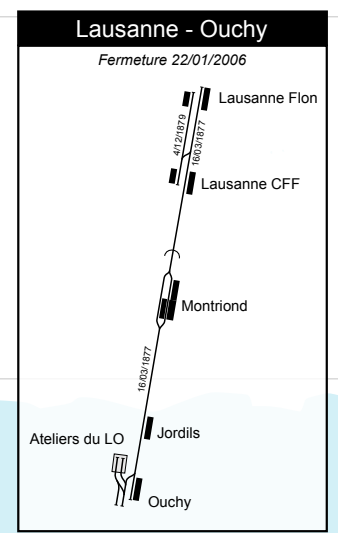 Lausanne - Ouchy
Fermeture 22/01/2006
Lausanne Flon
4/12/1879
16/03/1877
Lausanne CFF
Montriond
16/03/1877
Jordils
Ateliers du LO
Ouchy